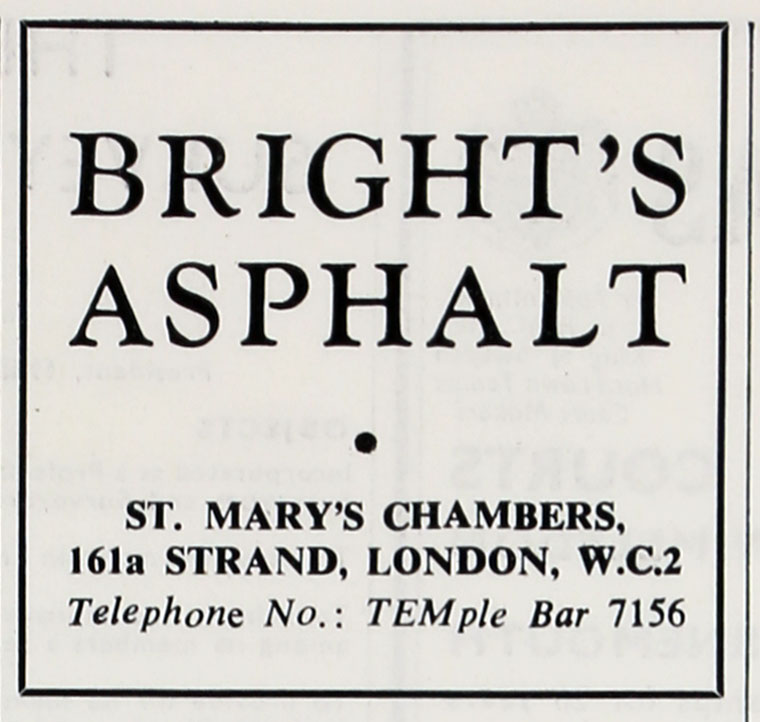 BRIGHT'S
ASPHALT
•
ST. MARY'S CHAMBERS,
161a STRAND, LONDON, W.C.2
Telephone No.: TEMple Bar 7156